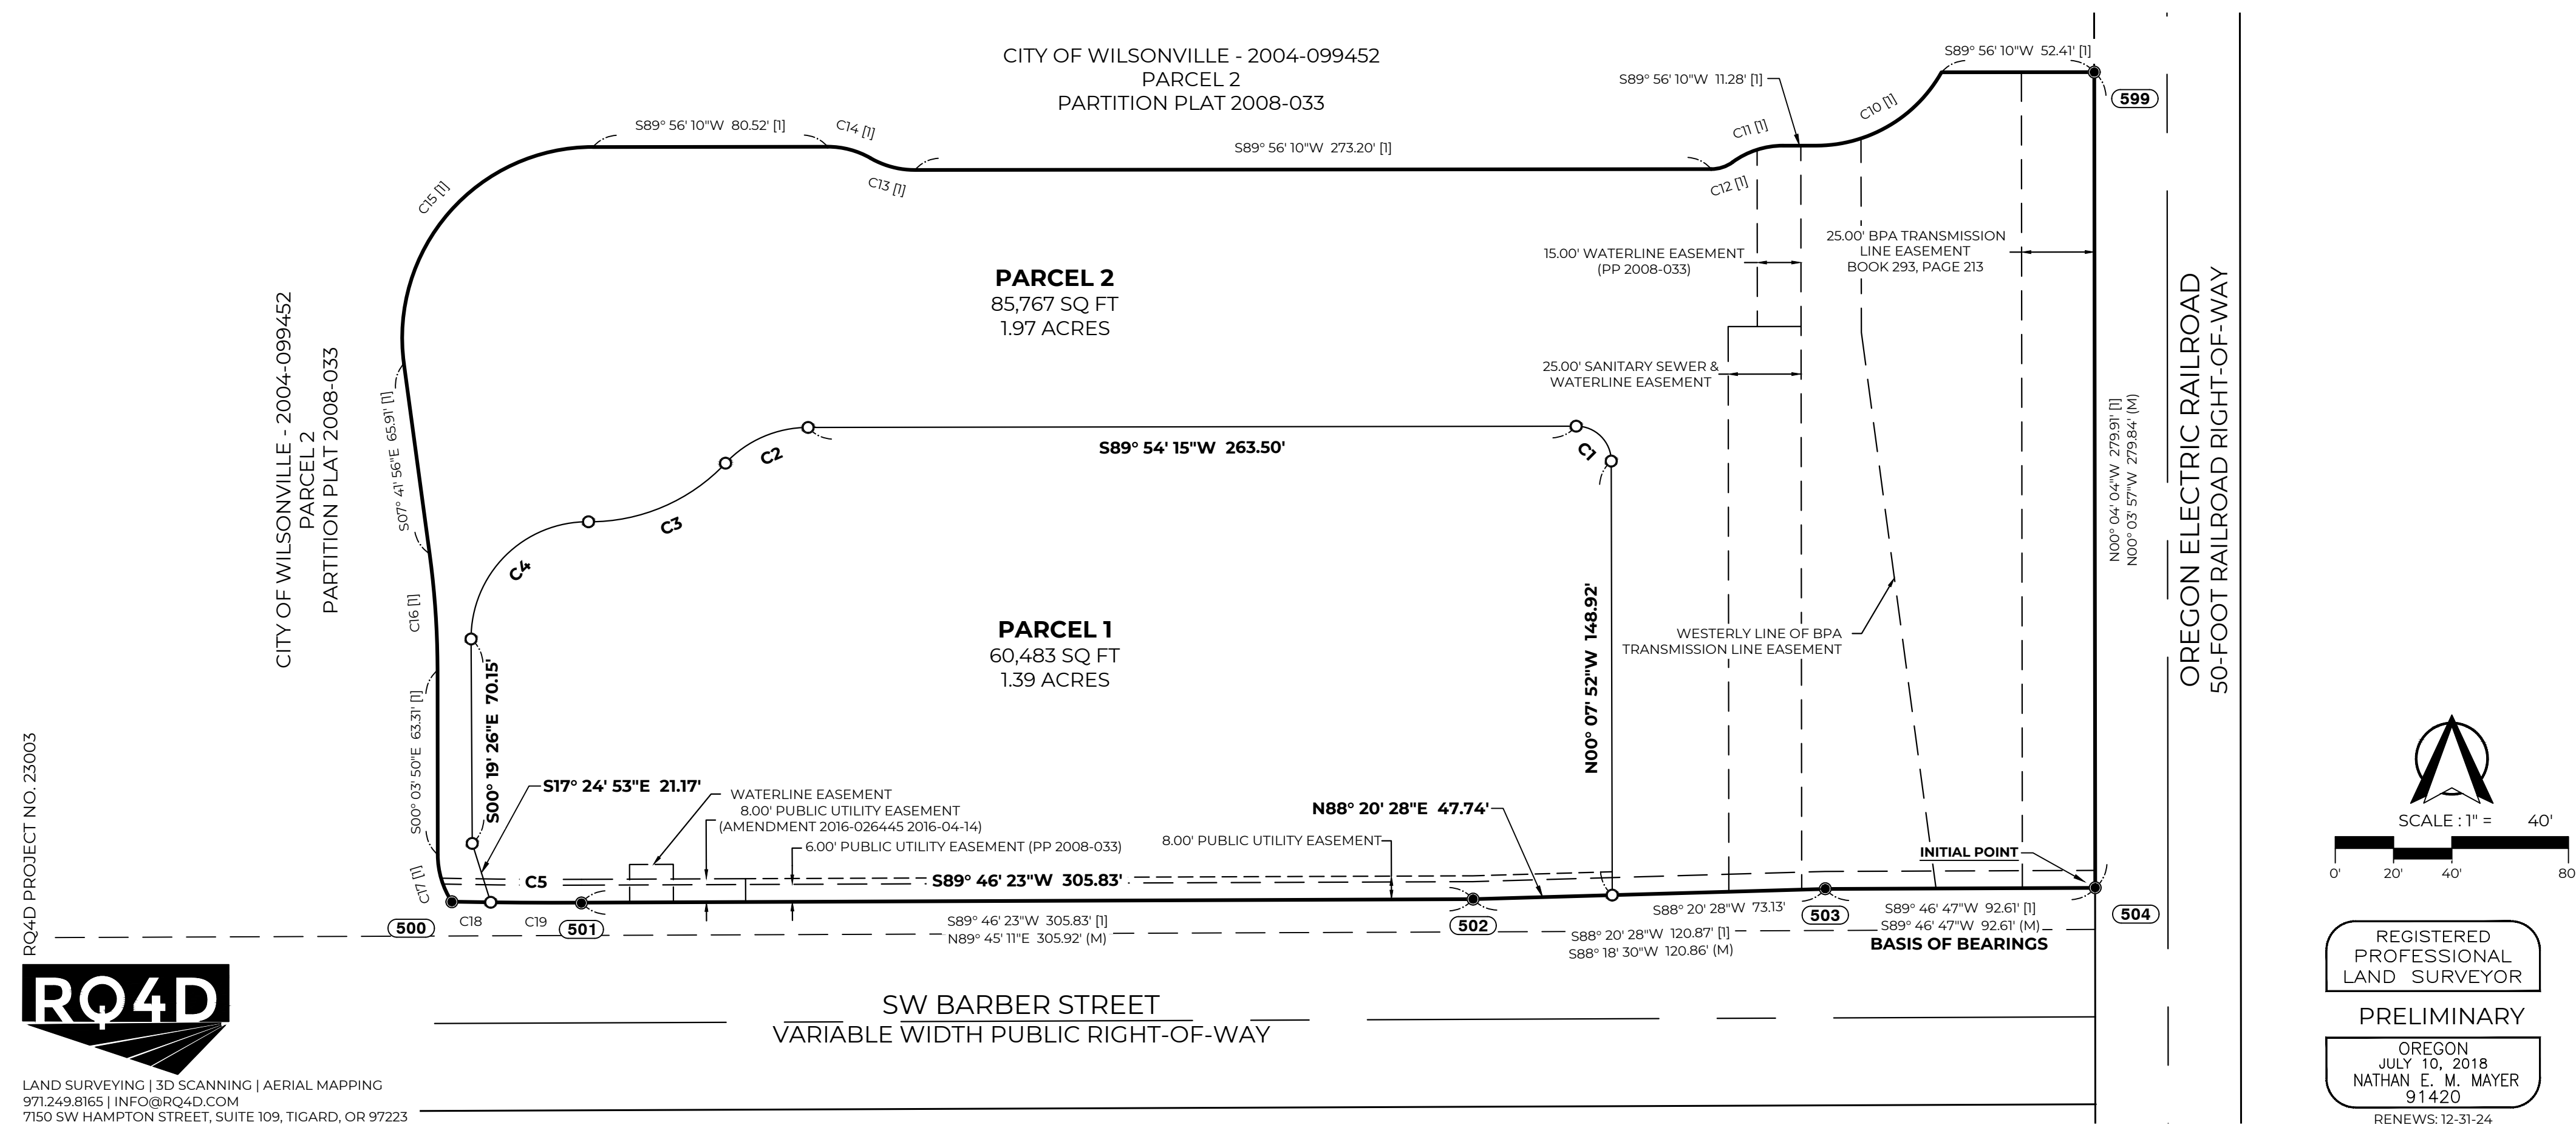 CITY OF WILSONVILLE - 2004-099452
PARCEL 2
PARTITION PLAT 2008-033
S89° 56' 10"W 52.41' [1]
S89° 56' 10"W 11.28' [1]
599
C10 [1]
C11 [1]
C12 [1]
S89° 56' 10"W 80.52' [1]
C14 [1]
C13 [1]
S89° 56' 10"W 273.20' [1]
C15 [1]
15.00' WATERLINE EASEMENT
(PP 2008-033)
25.00' BPA TRANSMISSION
LINE EASEMENT
BOOK 293, PAGE 213
PARCEL 2
85,767 SQ FT
1.97 ACRES
CITY OF WILSONVILLE - 2004-099452
PARCEL 2
PARTITION PLAT 2008-033
S07° 41' 56"E 65.91' [1]
25.00' SANITARY SEWER &
WATERLINE EASEMENT
N00° 04' 04"W 279.91' [1]
N00° 03' 57"W 279.84' (M)
OREGON ELECTRIC RAILROAD
50-FOOT RAILROAD RIGHT-OF-WAY
S89° 54' 15"W 263.50'
C1
C2
C3
C4
C16 [1]
PARCEL 1
60,483 SQ FT
1.39 ACRES
N00° 07' 52"W 148.92'
WESTERLY LINE OF BPA
TRANSMISSION LINE EASEMENT
S00° 03' 50"E 63.31' [1]
S00° 19' 26"E 70.15'
S17° 24' 53"E 21.17'
WATERLINE EASEMENT
8.00' PUBLIC UTILITY EASEMENT
(AMENDMENT 2016-026445 2016-04-14)
6.00' PUBLIC UTILITY EASEMENT (PP 2008-033)
8.00' PUBLIC UTILITY EASEMENT
N88° 20' 28"E 47.74'
INITIAL POINT
C17 [1]
C5
S89° 46' 23"W 305.83'
500
C18
C19
501
S89° 46' 23"W 305.83' [1]
N89° 45' 11"E 305.92' (M)
502
S88° 20' 28"W 73.13'
S88° 20' 28"W 120.87' [1]
S88° 18' 30"W 120.86' (M)
503
S89° 46' 47"W 92.61' [1]
S89° 46' 47"W 92.61' (M)
BASIS OF BEARINGS
504
SW BARBER STREET
VARIABLE WIDTH PUBLIC RIGHT-OF-WAY
RQ4D PROJECT NO. 23003
RQ4D
LAND SURVEYING | 3D SCANNING | AERIAL MAPPING
971.249.8165 | INFO@RQ4D.COM
7150 SW HAMPTON STREET, SUITE 109, TIGARD, OR 97223
SCALE : 1" = 40'
0' 20' 40' 80'
REGISTERED
PROFESSIONAL
LAND SURVEYOR
PRELIMINARY
OREGON
JULY 10, 2018
NATHAN E. M. MAYER
91420
RENEWS: 12-31-24